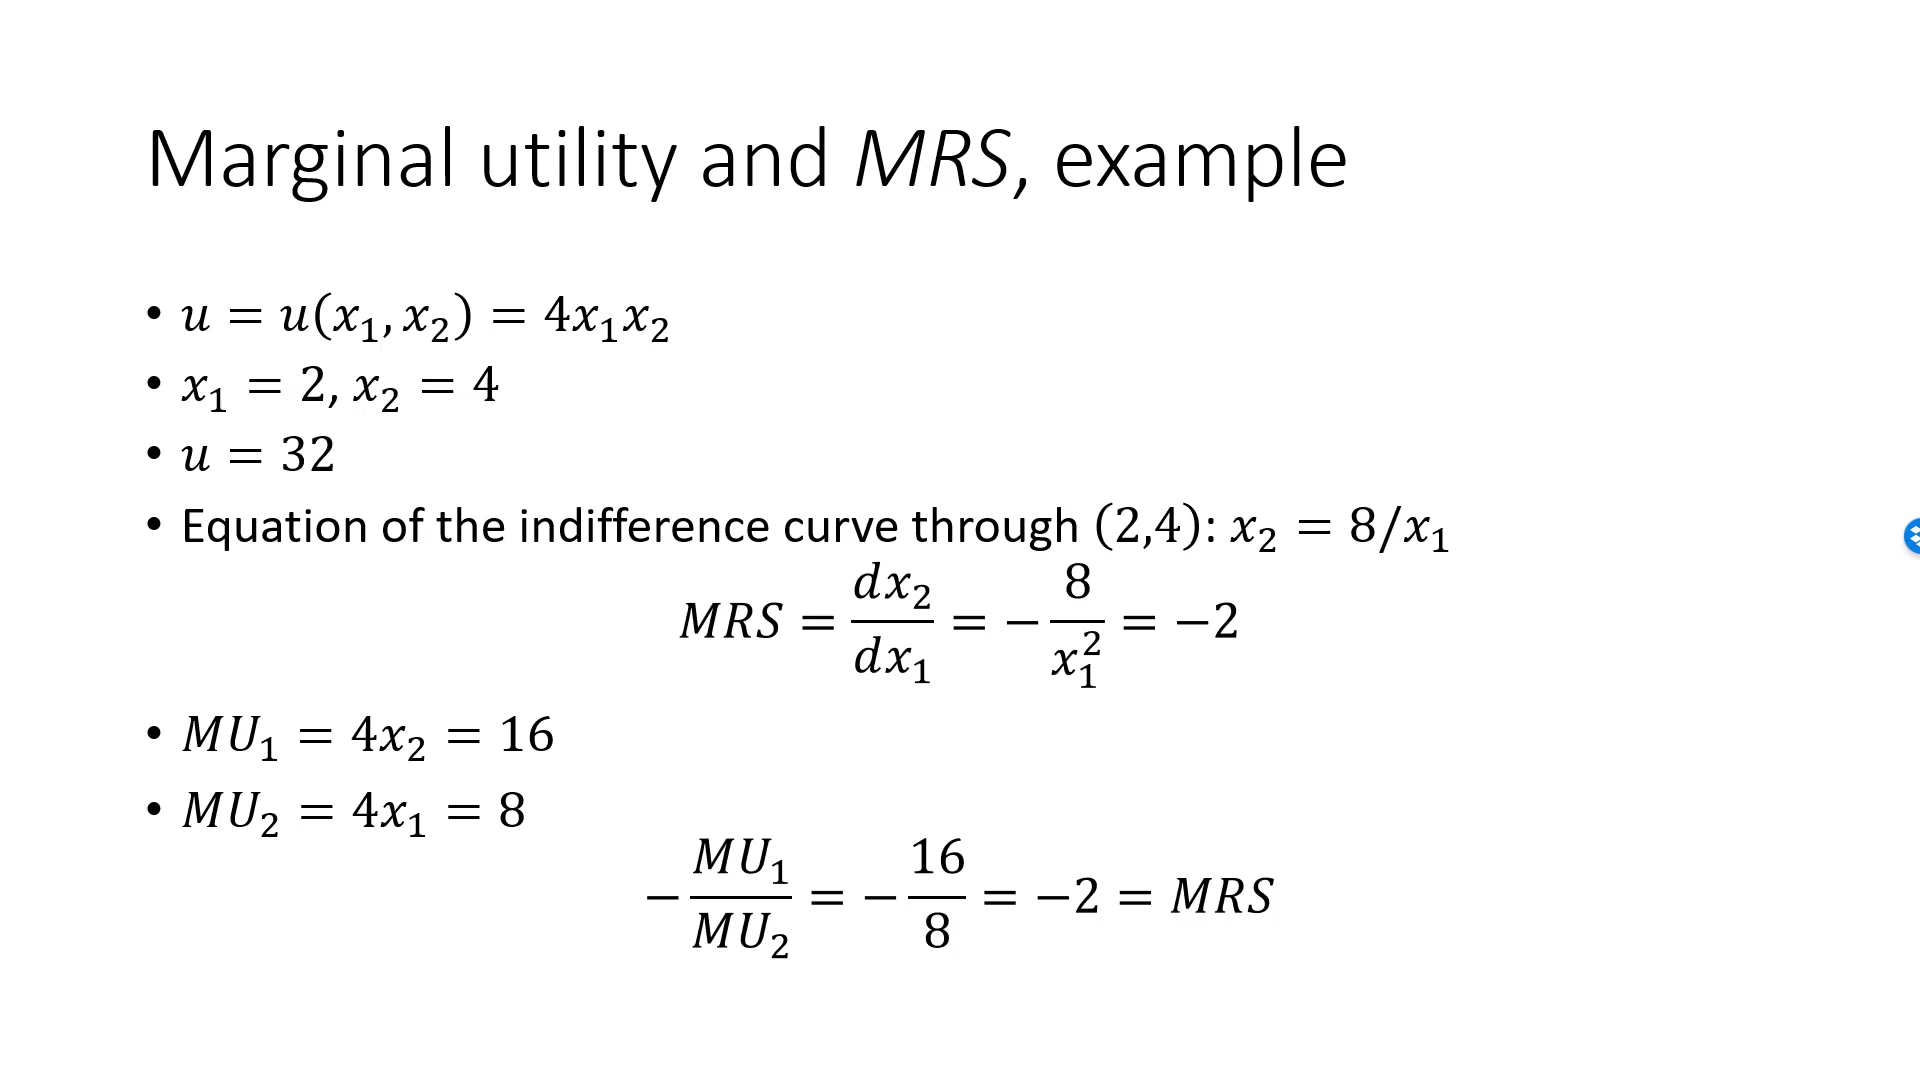 Marginal utility and MRS, example
• u = u(x₁, x₂) = 4x₁x₂
• x₁ = 2, x₂ = 4
• u = 32
• Equation of the indifference curve through (2,4): x₂ = 8/x₁
MRS = dx₂/dx₁ = −8/x₁² = −2
• MU₁ = 4x₂ = 16
• MU₂ = 4x₁ = 8
−MU₁/MU₂ = −16/8 = −2 = MRS